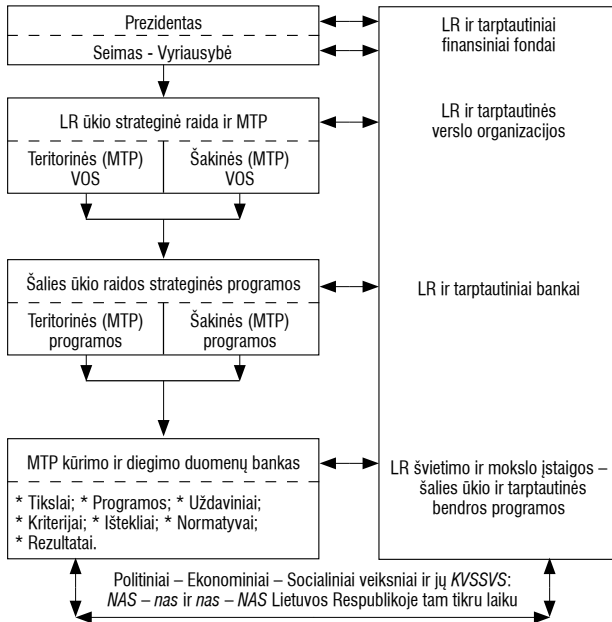 Prezidentas
Seimas - Vyriausybė
LR ir tarptautiniai
finansiniai fondai
LR ūkio strateginė raida ir MTP
Teritorinės (MTP)
VOS
Šakinės (MTP)
VOS
LR ir tarptautinės
verslo organizacijos
Šalies ūkio raidos strateginės programos
Teritorinės (MTP)
programos
Šakinės (MTP)
programos
LR ir tarptautiniai bankai
MTP kūrimo ir diegimo duomenų bankas
* Tikslai; * Programos; * Uždaviniai;
* Kriterijai; * Ištekliai; * Normatyvai;
* Rezultatai.
LR švietimo ir mokslo įstaigos –
šalies ūkio ir tarptautinės
bendros programos
Politiniai – Ekonominiai – Socialiniai veiksniai ir jų KVSSVS:
NAS – nas ir nas – NAS Lietuvos Respublikoje tam tikru laiku